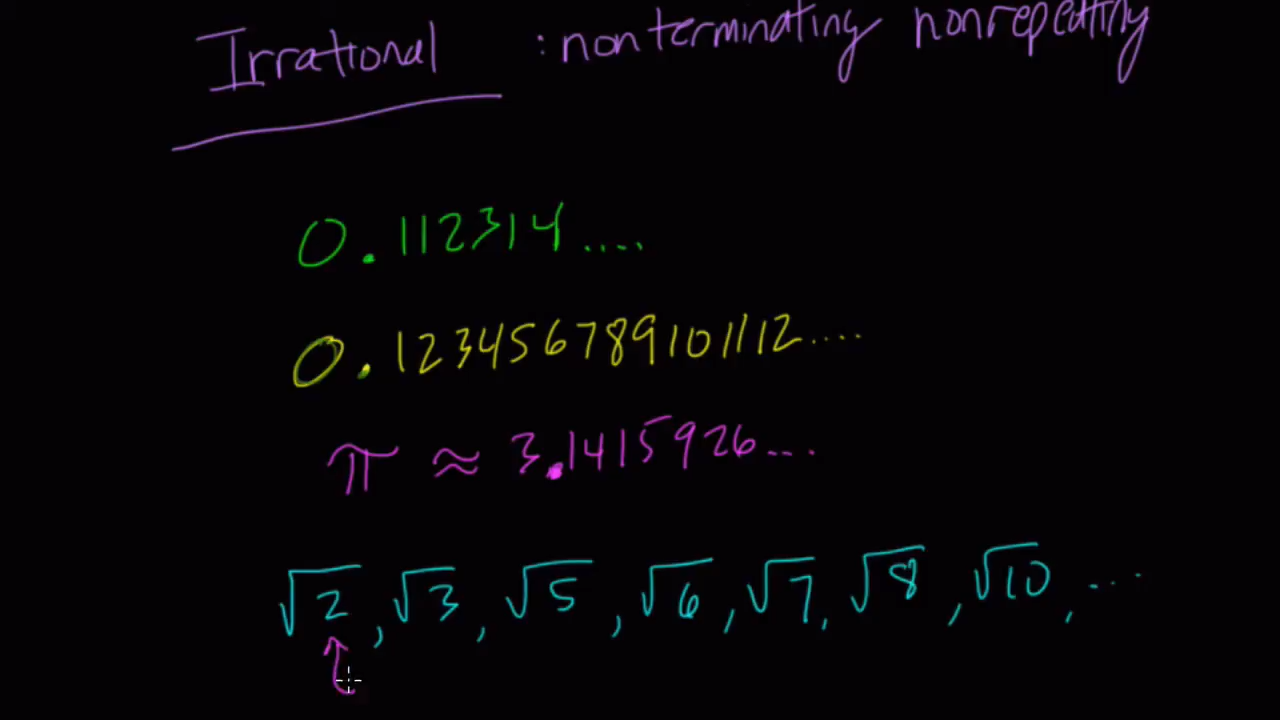 Irrational : nonterminating nonrepeating
0.112314....
0.123456789101112....
π ≈ 3.1415926...
√2, √3, √5, √6, √7, √8, √10, ...